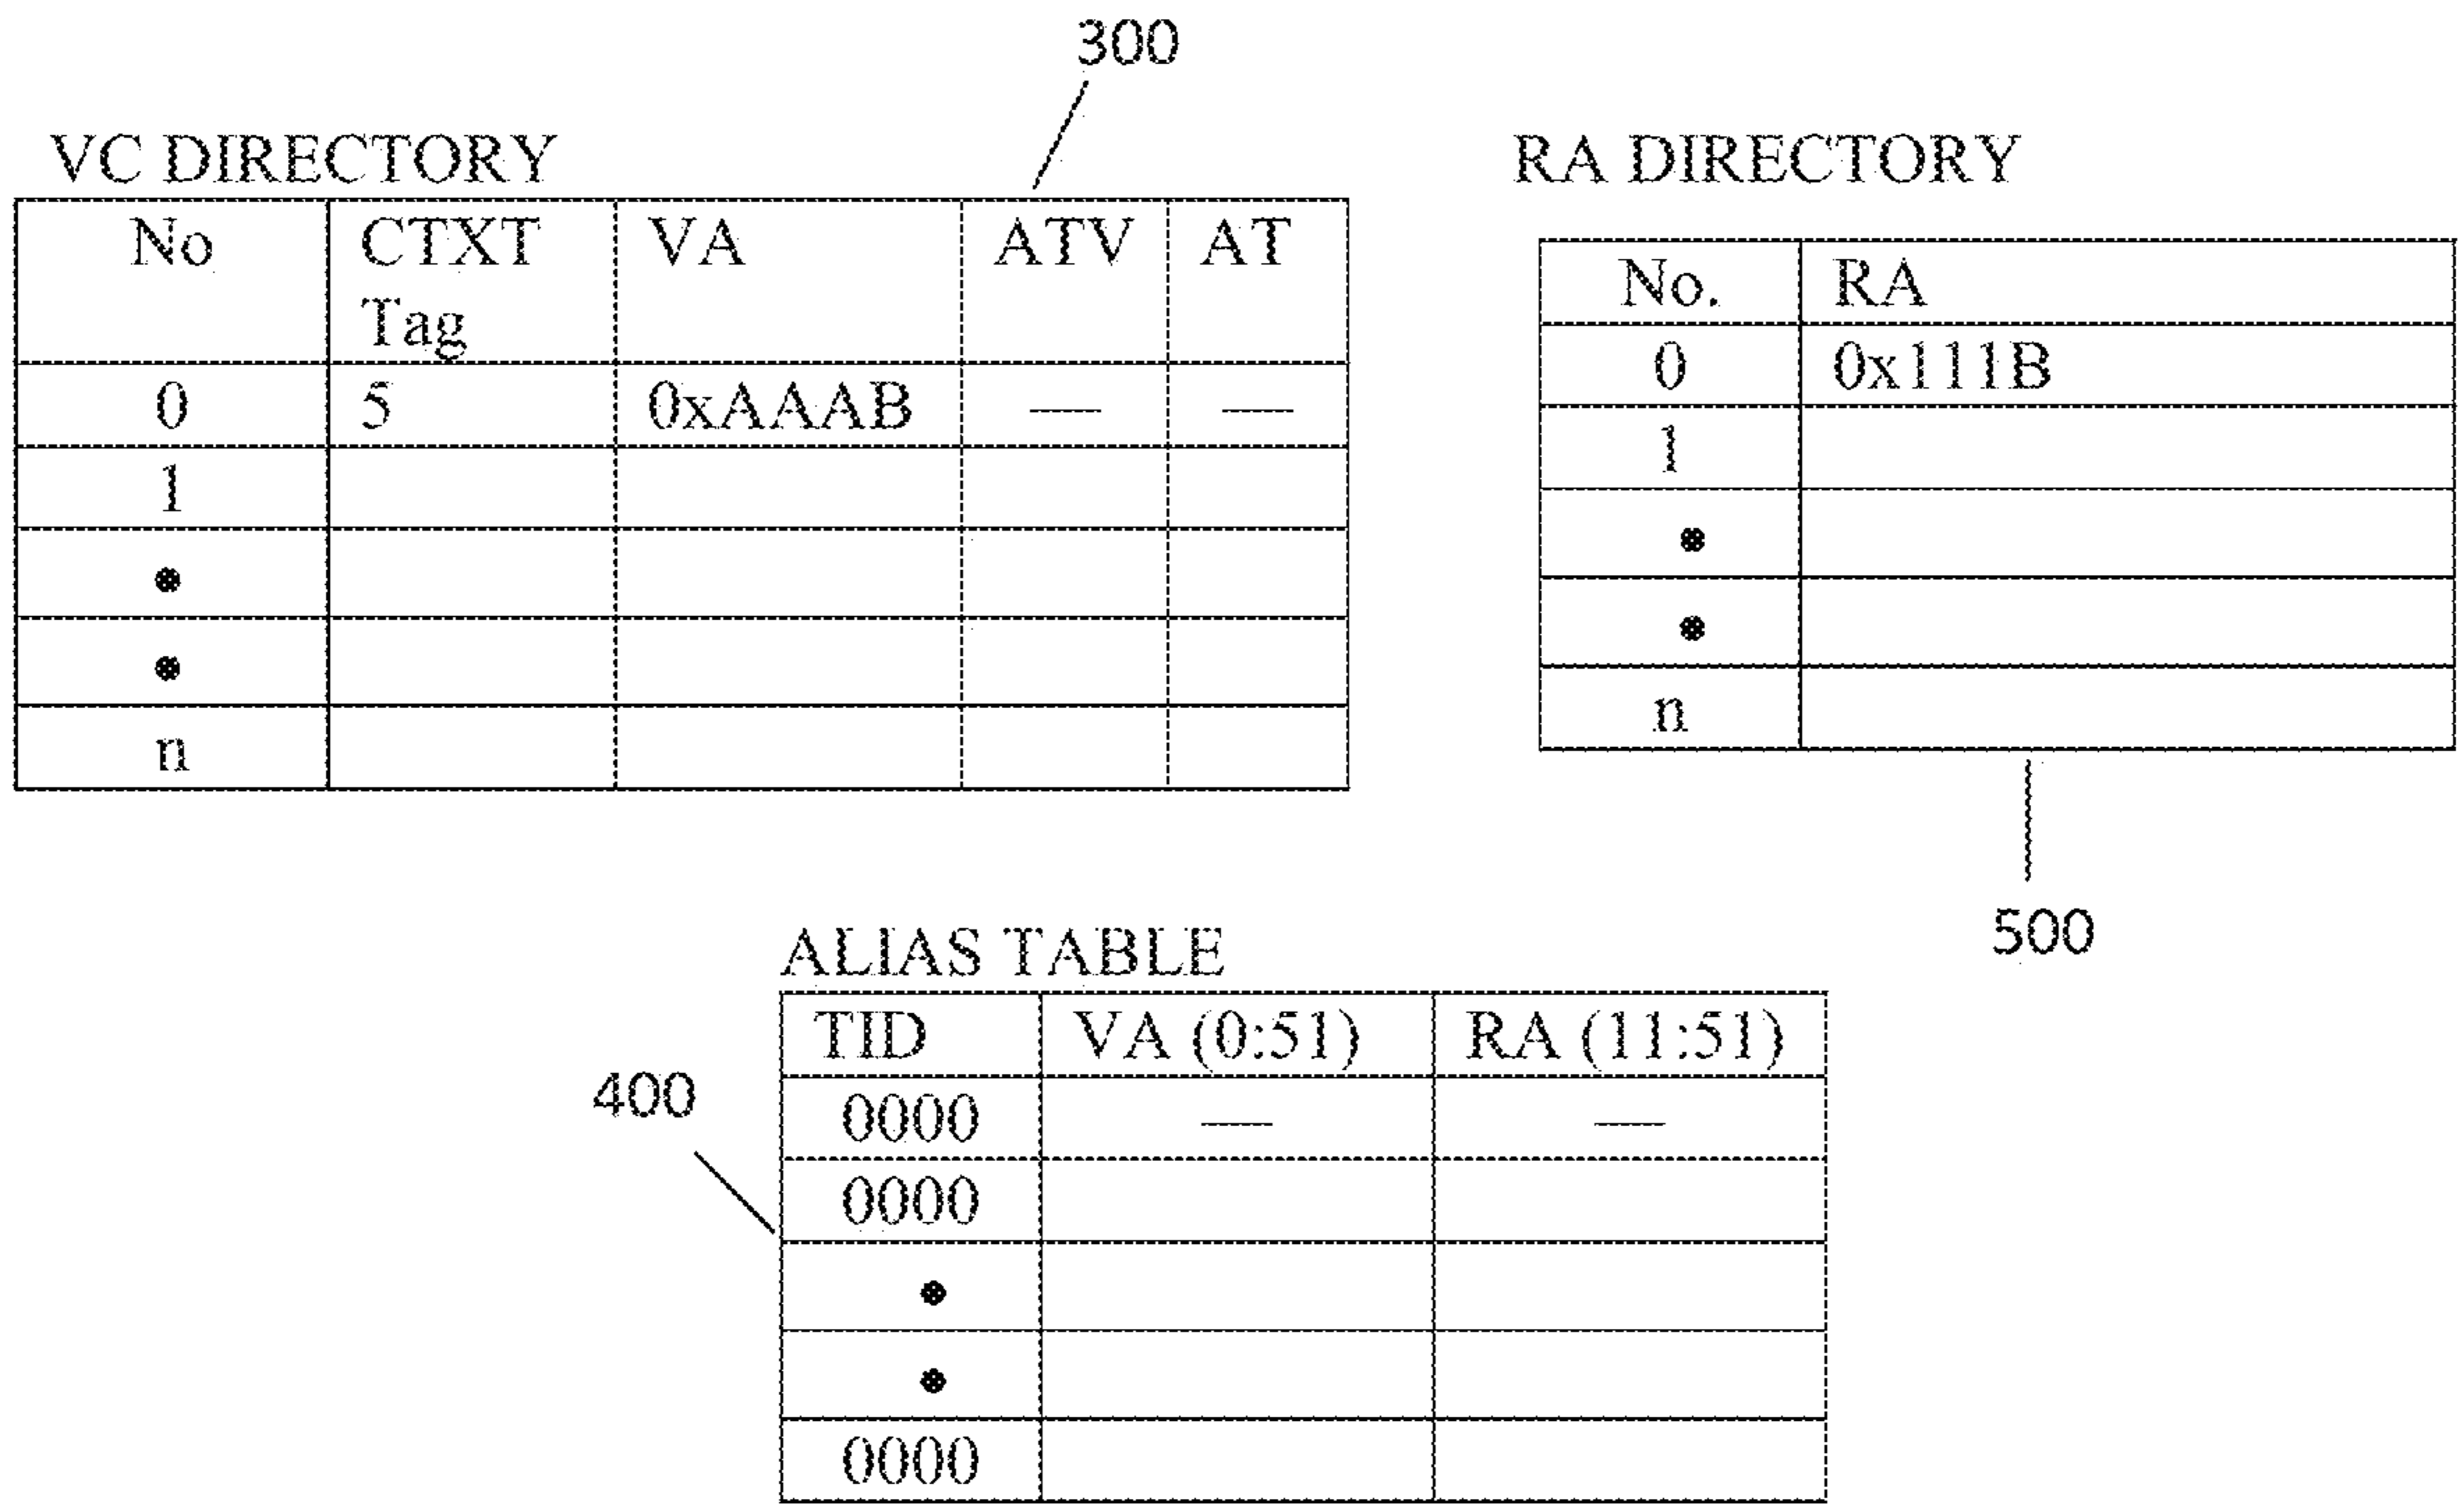 300
VC DIRECTORY
No CTXT Tag VA ATV AT
0 5 0xAAAB — —
1
•
•
n
RA DIRECTORY
No. RA
0 0x111B
1
•
•
n
500
ALIAS TABLE
TID VA (0:51) RA (11:51)
400
0000 — —
0000
•
•
0000